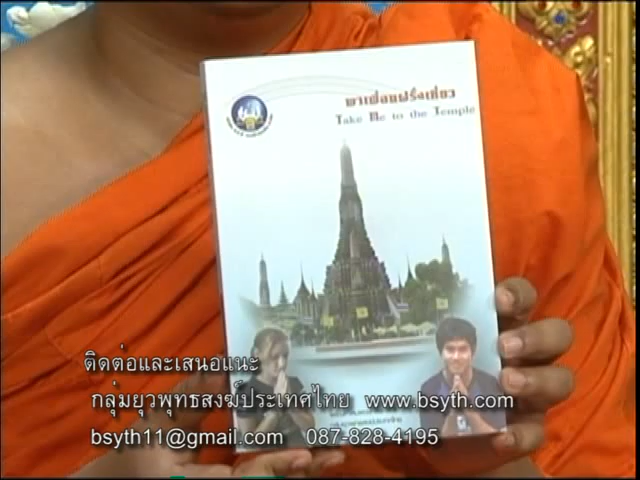 พาเพื่อนฝรั่งเที่ยว
Take Me to the Temple
ติดต่อและเสนอแนะ
กลุ่มยุวพุทธสงฆ์ประเทศไทย www.bsyth.com
bsyth11@gmail.com 087-828-4195